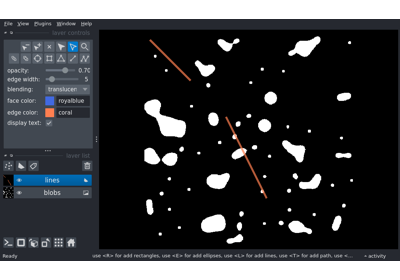 File View Plugins Window Help
layer controls
opacity: 0.70
edge width: 5
blending: translucen
face color: royalblue
edge color: coral
display text:
layer list
lines
blobs
Ready use <R> for add rectangles, use <E> for add ellipses, use <L> for add lines, use <T> for add path, use <... activity